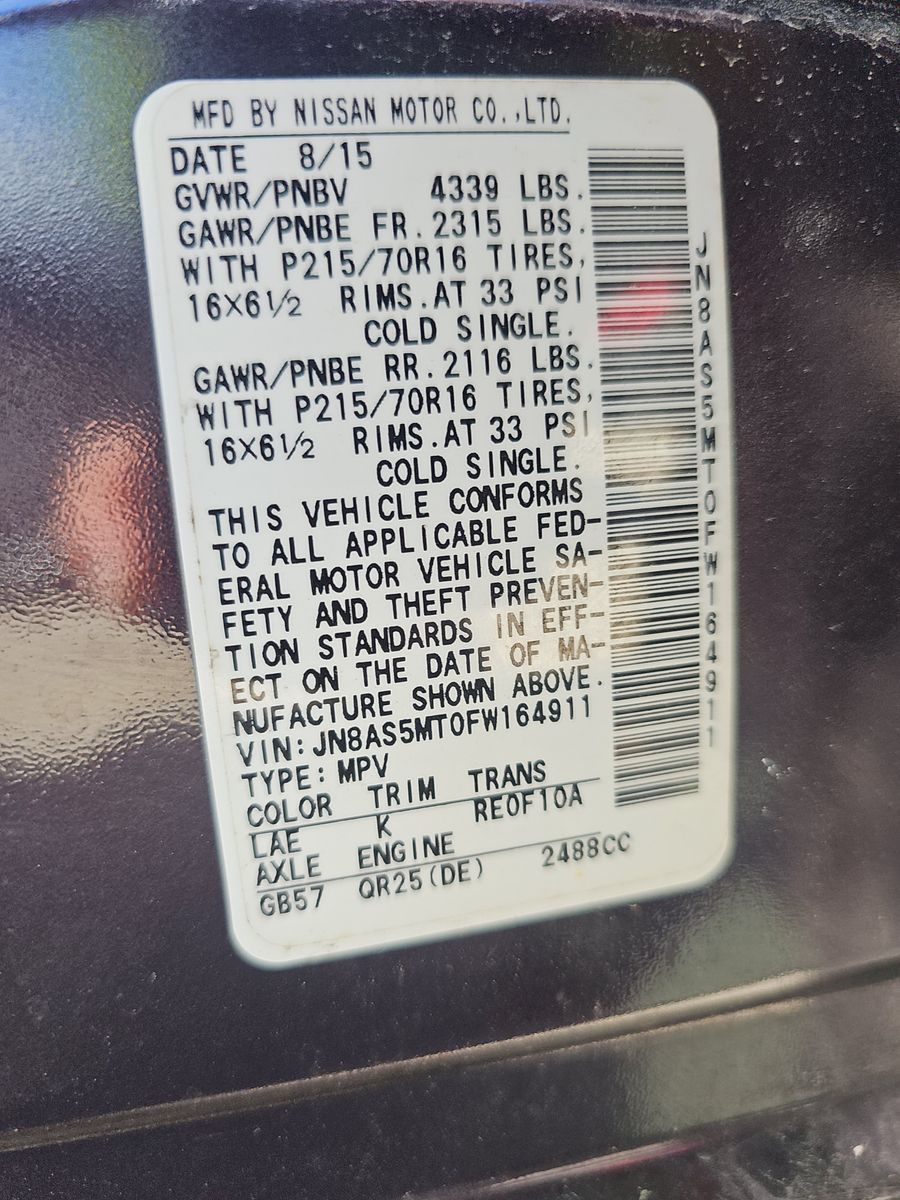 MFD BY NISSAN MOTOR CO.,LTD.
DATE 8/15
GVWR/PNBV 4339 LBS.
GAWR/PNBE FR.2315 LBS.
WITH P215/70R16 TIRES,
16X6 1/2 RIMS.AT 33 PSI
COLD SINGLE.
GAWR/PNBE RR.2116 LBS.
WITH P215/70R16 TIRES,
16X6 1/2 RIMS.AT 33 PSI
COLD SINGLE.
THIS VEHICLE CONFORMS
TO ALL APPLICABLE FED-
ERAL MOTOR VEHICLE SA-
FETY AND THEFT PREVEN-
TION STANDARDS IN EFF-
ECT ON THE DATE OF MA-
NUFACTURE SHOWN ABOVE.
VIN:JN8AS5MT0FW164911
TYPE:MPV
COLOR TRIM TRANS
LAE K RE0F10A
AXLE ENGINE
GB57 QR25(DE) 2488CC
JN8AS5MT0FW164911